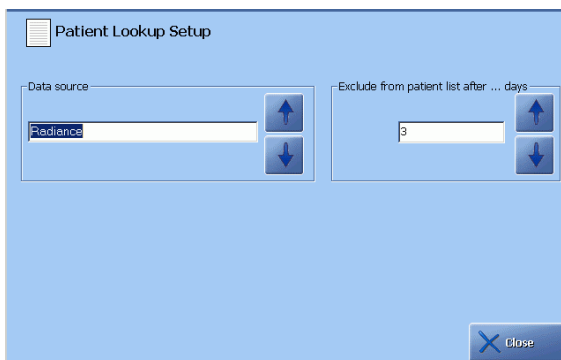 Patient Lookup Setup
Data source
Exclude from patient list after ... days
Radiance
3
Close